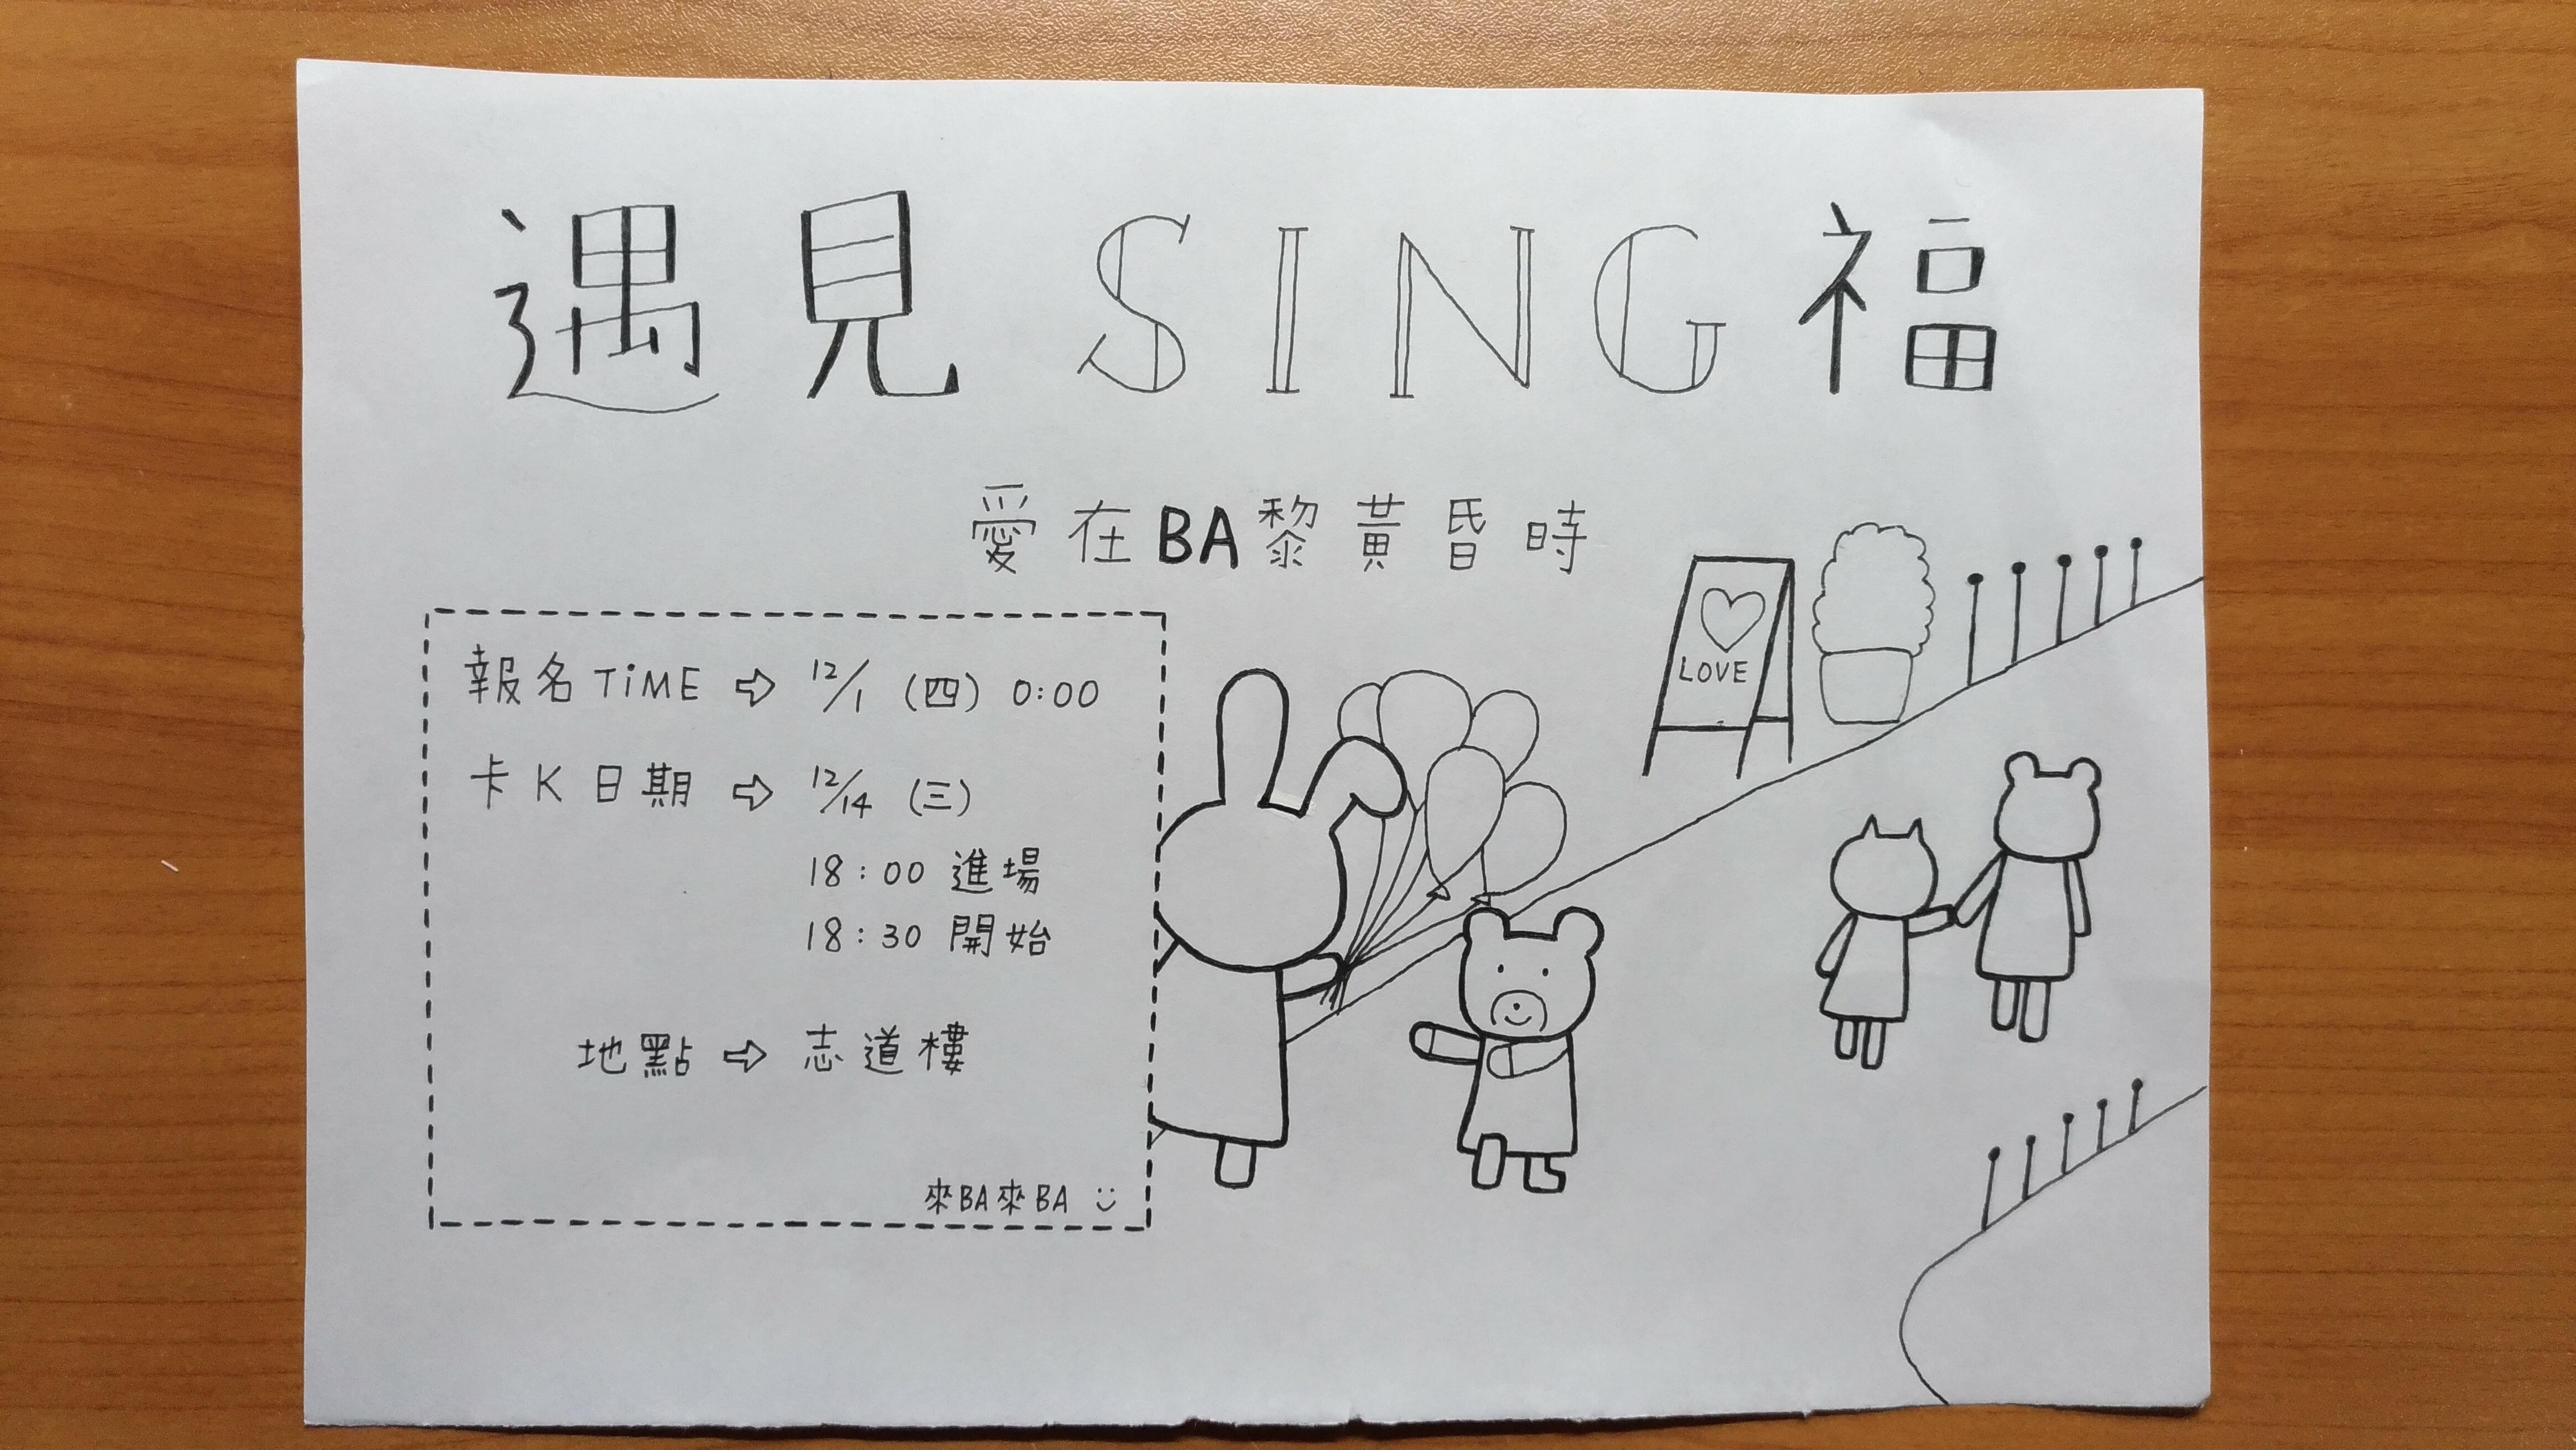 遇見SING福
愛在BA黎黃昏時
報名TiME ⇨ 12/1 (四) 0:00
卡K日期 ⇨ 12/14 (三)
18:00 進場
18:30 開始
地點 ⇨ 志道樓
來BA來BA :)
LOVE